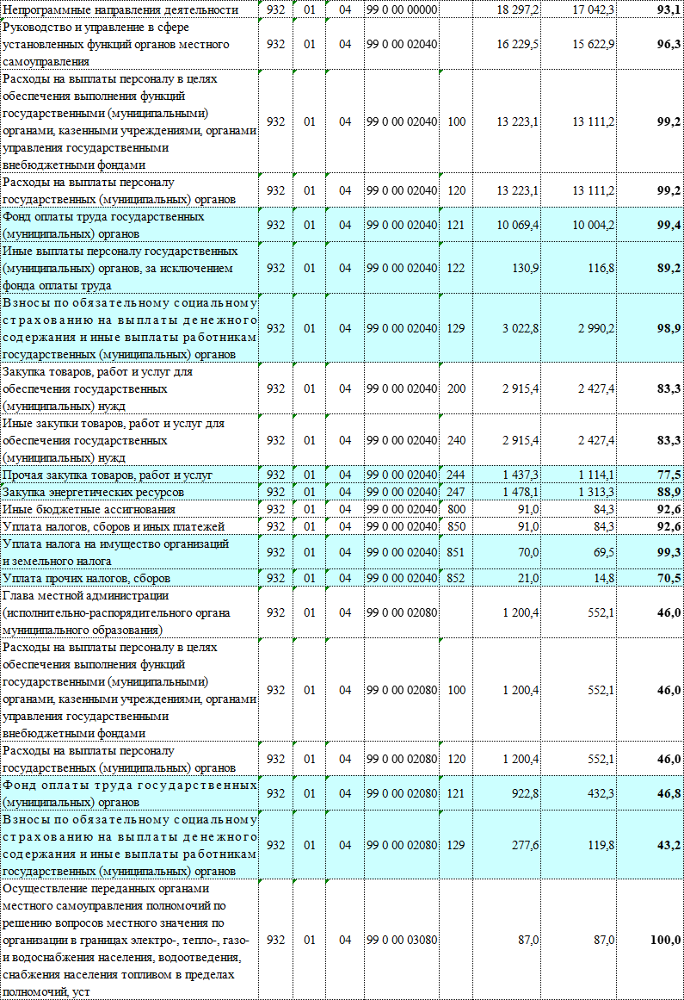 Непрограммные направления деятельности 932 01 04 99 0 00 00000 18 297,2 17 042,3 93,1
Руководство и управление в сфере
установленных функций органов местного 932 01 04 99 0 00 02040 16 229,5 15 622,9 96,3
самоуправления
Расходы на выплаты персоналу в целях
обеспечения выполнения функций
государственными (муниципальными)
органами, казенными учреждениями, органами 932 01 04 99 0 00 02040 100 13 223,1 13 111,2 99,2
управления государственными
внебюджетными фондами
Расходы на выплаты персоналу
государственных (муниципальных) органов 932 01 04 99 0 00 02040 120 13 223,1 13 111,2 99,2
Фонд оплаты труда государственных
(муниципальных) органов 932 01 04 99 0 00 02040 121 10 069,4 10 004,2 99,4
Иные выплаты персоналу государственных
(муниципальных) органов, за исключением 932 01 04 99 0 00 02040 122 130,9 116,8 89,2
фонда оплаты труда
Взносы по обязательному социальному
страхованию на выплаты денежного
содержания и иные выплаты работникам 932 01 04 99 0 00 02040 129 3 022,8 2 990,2 98,9
государственных (муниципальных) органов
Закупка товаров, работ и услуг для
обеспечения государственных 932 01 04 99 0 00 02040 200 2 915,4 2 427,4 83,3
(муниципальных) нужд
Иные закупки товаров, работ и услуг для
обеспечения государственных 932 01 04 99 0 00 02040 240 2 915,4 2 427,4 83,3
(муниципальных) нужд
Прочая закупка товаров, работ и услуг 932 01 04 99 0 00 02040 244 1 437,3 1 114,1 77,5
Закупка энергетических ресурсов 932 01 04 99 0 00 02040 247 1 478,1 1 313,3 88,9
Иные бюджетные ассигнования 932 01 04 99 0 00 02040 800 91,0 84,3 92,6
Уплата налогов, сборов и иных платежей 932 01 04 99 0 00 02040 850 91,0 84,3 92,6
Уплата налога на имущество организаций
и земельного налога 932 01 04 99 0 00 02040 851 70,0 69,5 99,3
Уплата прочих налогов, сборов 932 01 04 99 0 00 02040 852 21,0 14,8 70,5
Глава местной администрации
(исполнительно-распорядительного органа 932 01 04 99 0 00 02080 1 200,4 552,1 46,0
муниципального образования)
Расходы на выплаты персоналу в целях
обеспечения выполнения функций
государственными (муниципальными)
органами, казенными учреждениями, органами 932 01 04 99 0 00 02080 100 1 200,4 552,1 46,0
управления государственными
внебюджетными фондами
Расходы на выплаты персоналу
государственных (муниципальных) органов 932 01 04 99 0 00 02080 120 1 200,4 552,1 46,0
Фонд оплаты труда государственных
(муниципальных) органов 932 01 04 99 0 00 02080 121 922,8 432,3 46,8
Взносы по обязательному социальному
страхованию на выплаты денежного
содержания и иные выплаты работникам 932 01 04 99 0 00 02080 129 277,6 119,8 43,2
государственных (муниципальных) органов
Осуществление переданных органами
местного самоуправления полномочий по
решению вопросов местного значения по
организации в границах электро-, тепло-, газо- 932 01 04 99 0 00 03080 87,0 87,0 100,0
и водоснабжения населения, водоотведения,
снабжения населения топливом в пределах
полномочий, уст